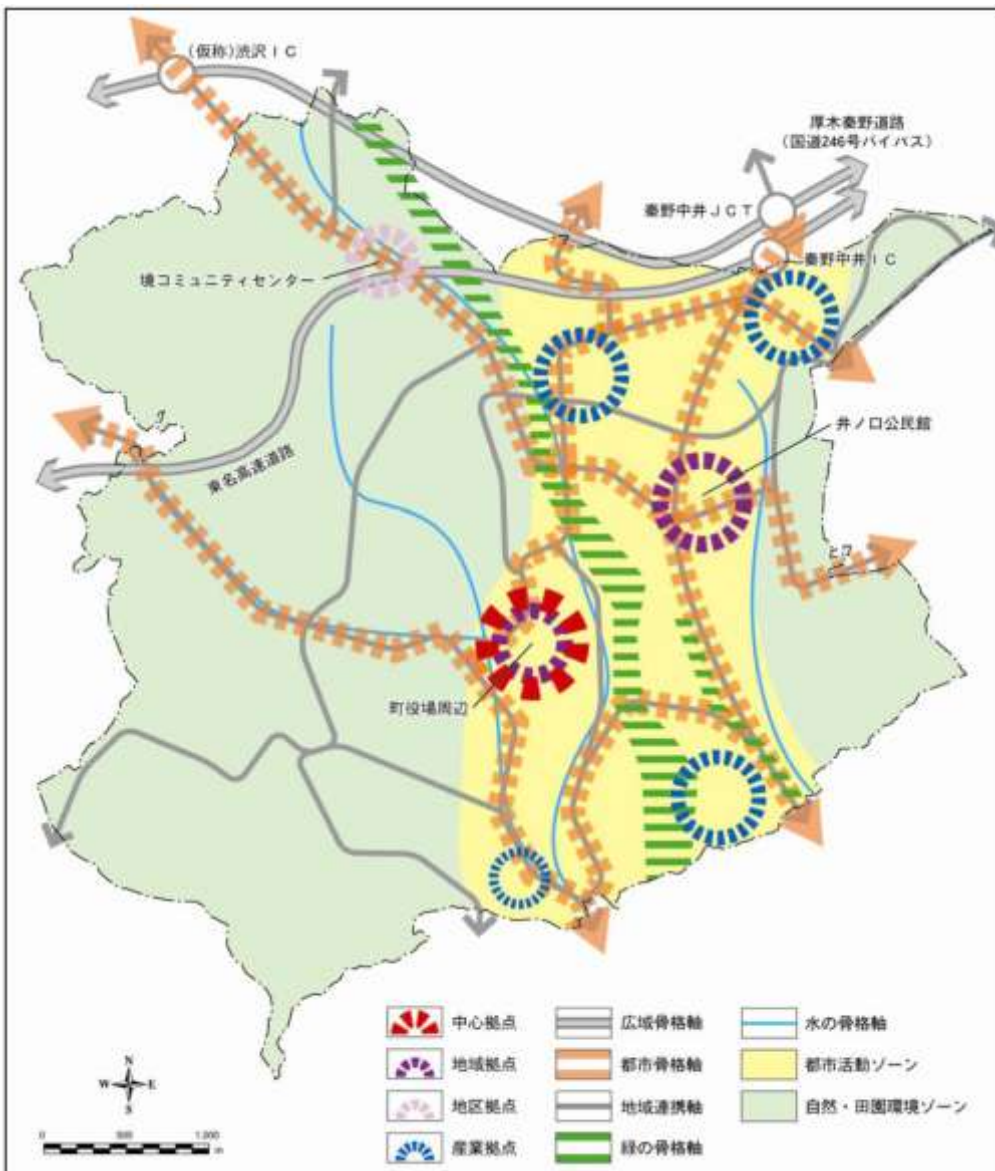 (仮称)渋沢IC
厚木秦野道路
(国道246号バイパス)
秦野中井JCT
秦野中井IC
境コミュニティセンター
井ノ口公民館
東名高速道路
町役場周辺
中心拠点
地域拠点
地区拠点
産業拠点
広域骨格軸
都市骨格軸
地域連携軸
緑の骨格軸
水の骨格軸
都市活動ゾーン
自然・田園環境ゾーン
N
W
E
S
0
500
1,000
m